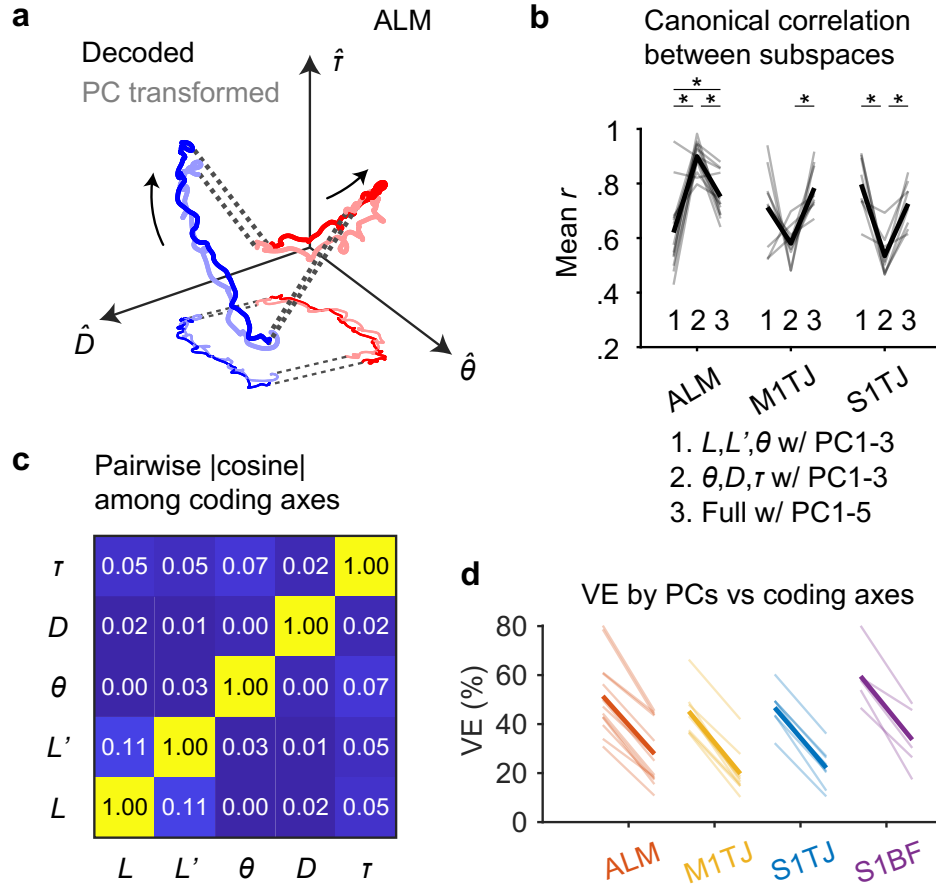 a
ALM
Decoded
PC transformed
τ̂
D̂
θ̂
b
Canonical correlation
between subspaces
* * *
*
* *
Mean r
1
.8
.6
.4
.2
1 2 3
1 2 3
1 2 3
ALM
M1TJ
S1TJ
1. L,L’,θ w/ PC1-3
2. θ,D,τ w/ PC1-3
3. Full w/ PC1-5
c
Pairwise |cosine|
among coding axes
τ 0.05 0.05 0.07 0.02 1.00
D 0.02 0.01 0.00 1.00 0.02
θ 0.00 0.03 1.00 0.00 0.07
L’ 0.11 1.00 0.03 0.01 0.05
L 1.00 0.11 0.00 0.02 0.05
L L’ θ D τ
d
VE by PCs vs coding axes
VE (%)
80
60
40
20
0
ALM
M1TJ
S1TJ
S1BF